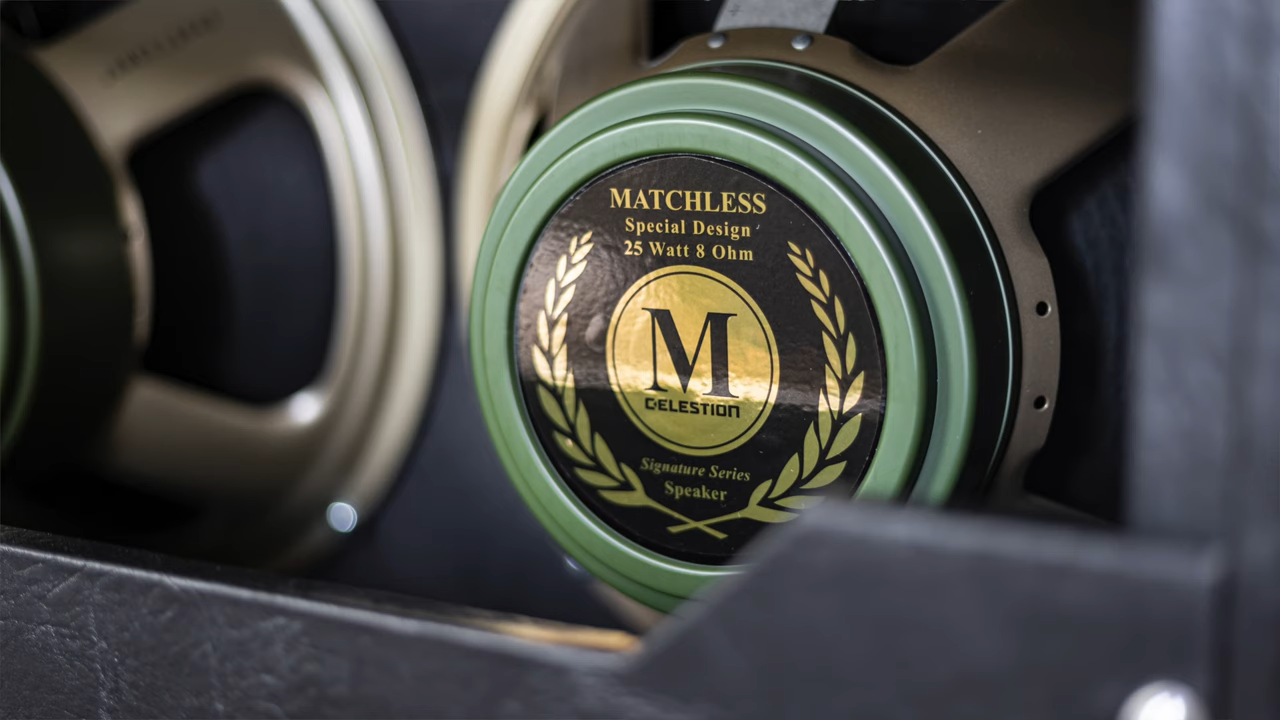 MATCHLESS
Special Design
25 Watt 8 Ohm
M
CELESTION
Signature Series
Speaker